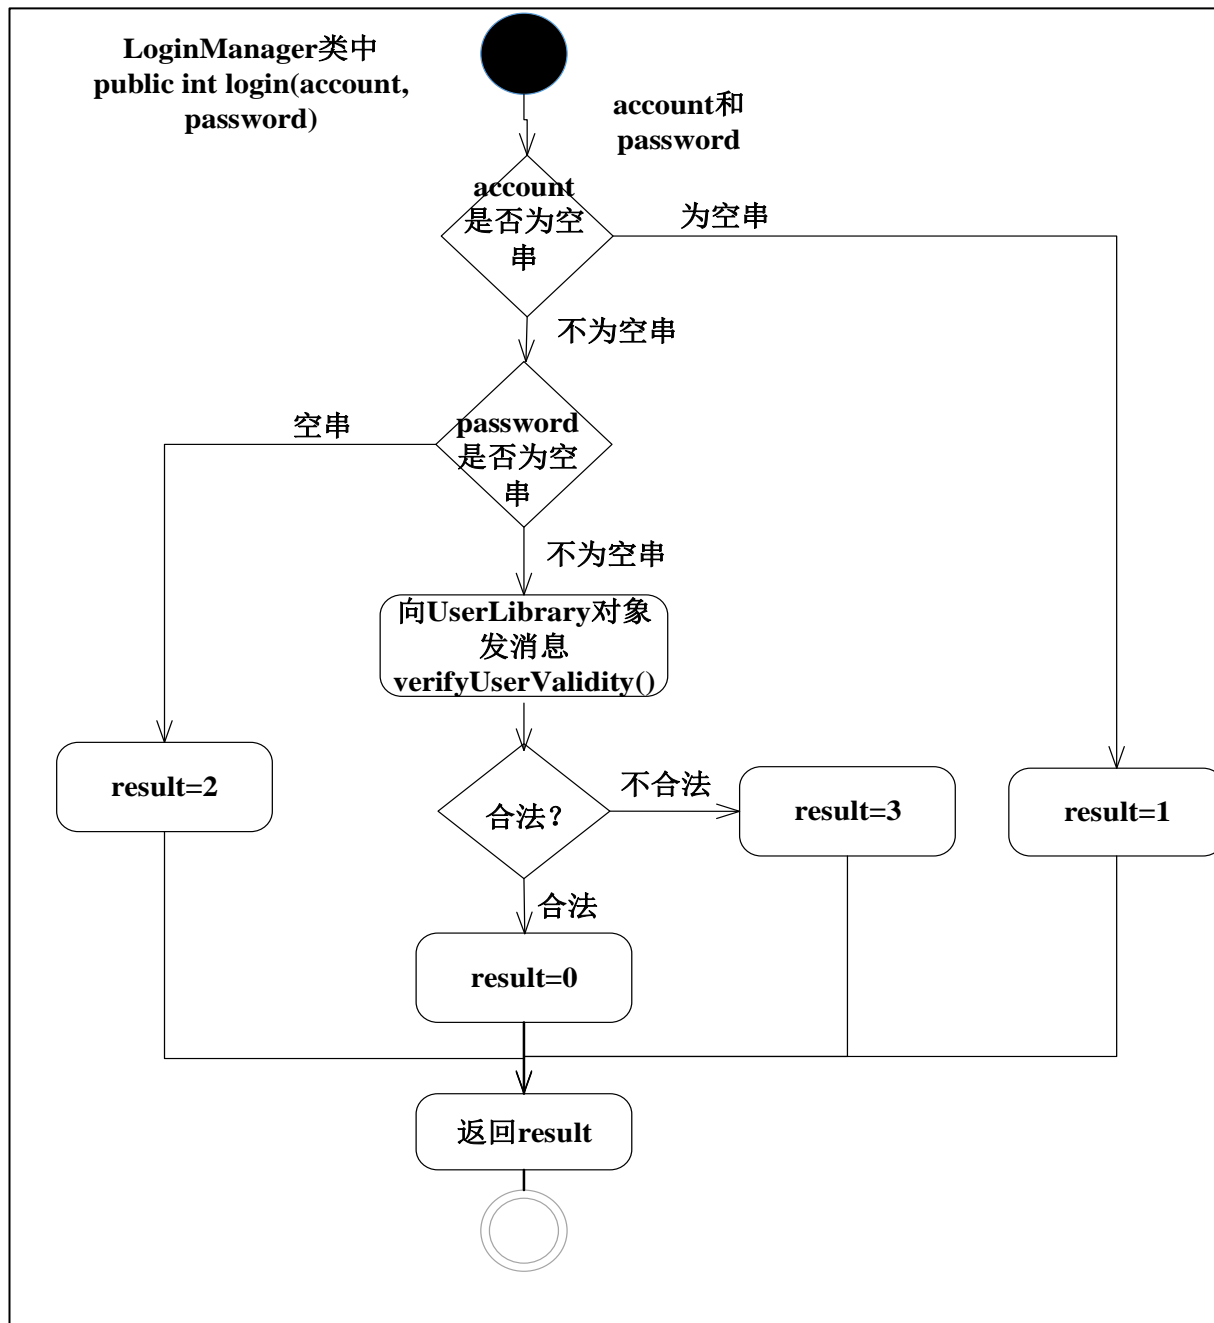 LoginManager类中
public int login(account,
password)
account和
password
account
是否为空
串
为空串
不为空串
空串
password
是否为空
串
不为空串
向UserLibrary对象
发消息
verifyUserValidity()
result=2
合法？
不合法
result=3
result=1
合法
result=0
返回result